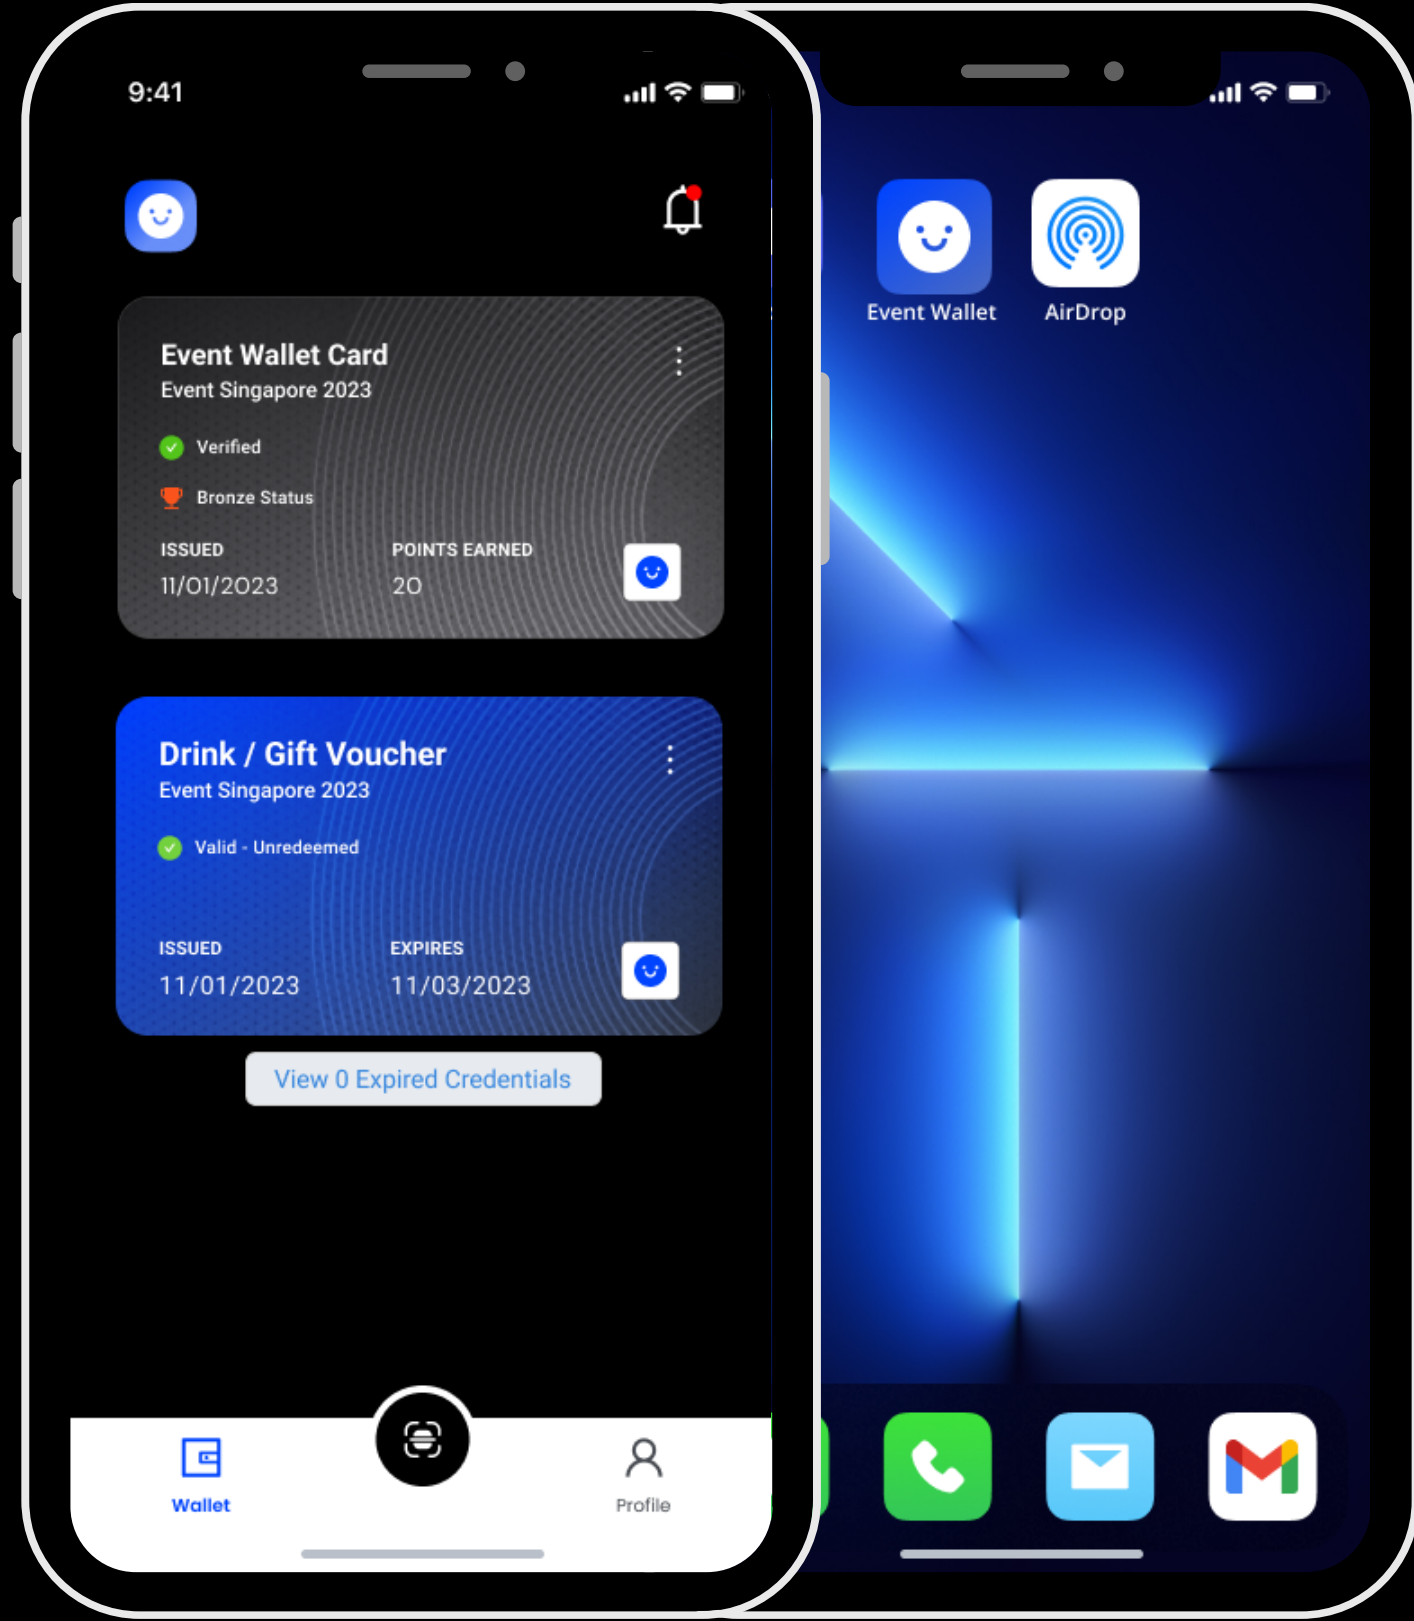 9:41
Event Wallet Card
Event Singapore 2023
Verified
Bronze Status
ISSUED
POINTS EARNED
11/01/2023
20
Drink / Gift Voucher
Event Singapore 2023
Valid - Unredeemed
ISSUED
EXPIRES
11/01/2023
11/03/2023
View 0 Expired Credentials
Wallet
Profile
Event Wallet
AirDrop